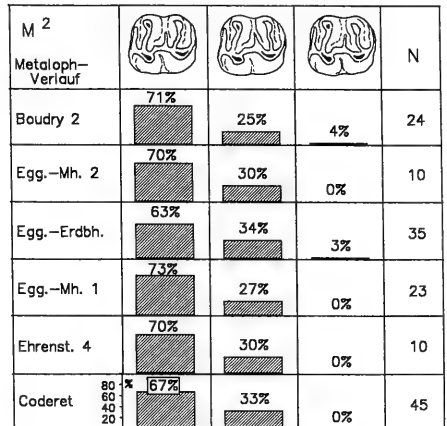 M 2
Metaloph-
Verlauf
N
Boudry 2
71%
25%
4%
24
Egg.-Mh. 2
70%
30%
0%
10
Egg.-Erdbh.
63%
34%
3%
35
Egg.-Mh. 1
73%
27%
0%
23
Ehrenst. 4
70%
30%
0%
10
Coderet
80
60
40
20
%
67%
33%
0%
45